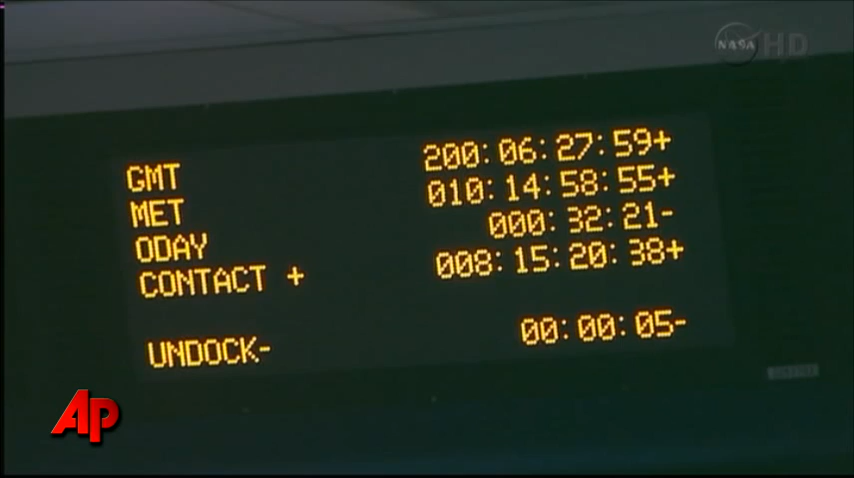 NASA HD
GMT 200:06:27:59+
MET 010:14:58:55+
ODAY 000:32:21-
CONTACT + 008:15:20:38+
UNDOCK- 00:00:05-
AP